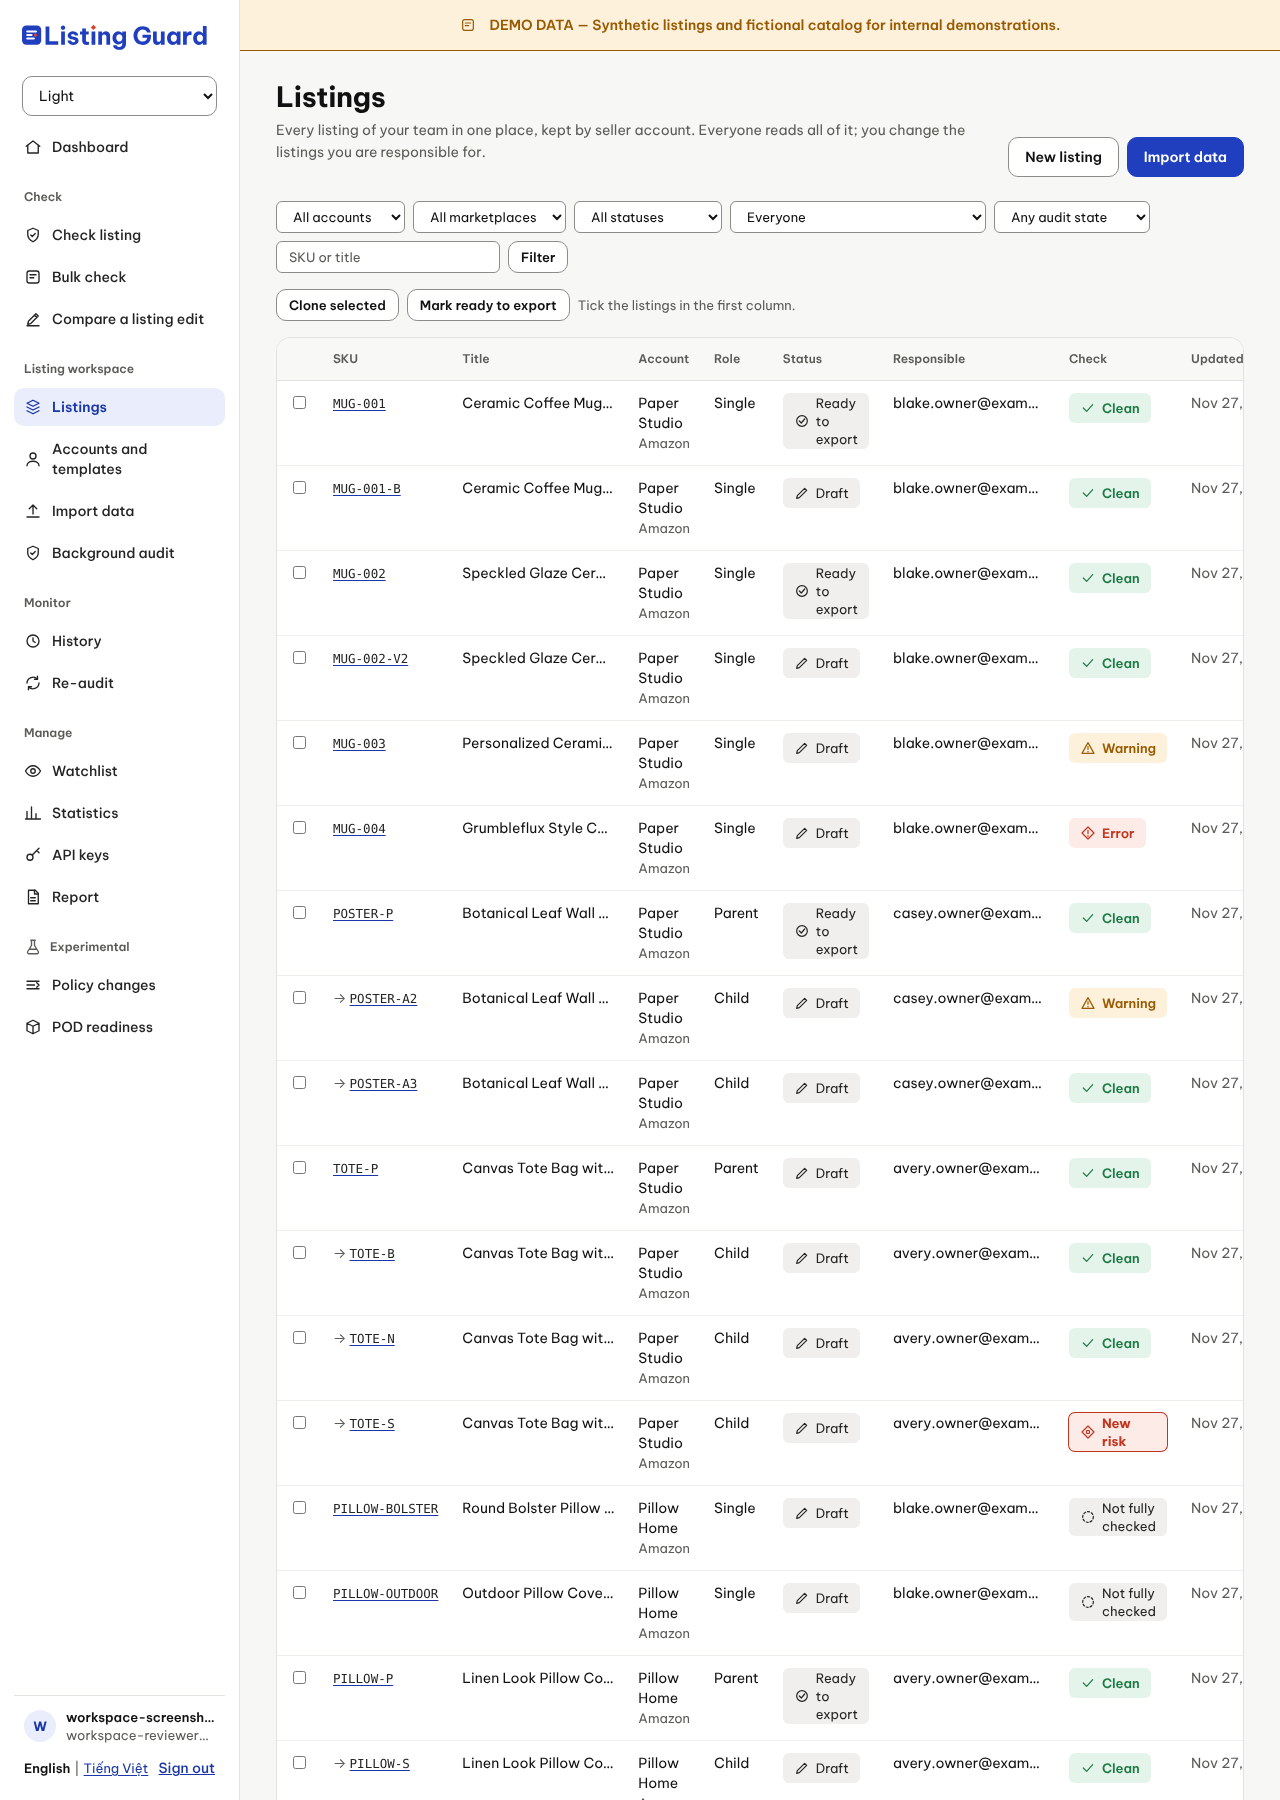 Listing Guard
Light
Dashboard
Check
Check listing
Bulk check
Compare a listing edit
Listing workspace
Listings
Accounts and
templates
Import data
Background audit
Monitor
History
Re-audit
Manage
Watchlist
Statistics
API keys
Report
Experimental
Policy changes
POD readiness
W
workspace-screensh...
workspace-reviewer...
English | Tiếng Việt Sign out
DEMO DATA — Synthetic listings and fictional catalog for internal demonstrations.
Listings
Every listing of your team in one place, kept by seller account. Everyone reads all of it; you change the
listings you are responsible for.
New listing Import data
All accounts All marketplaces All statuses Everyone Any audit state
SKU or title Filter
Clone selected Mark ready to export Tick the listings in the first column.
SKU Title Account Role Status Responsible Check Updated
MUG-001 Ceramic Coffee Mug... Paper Studio Amazon Single Ready to export blake.owner@exam... Clean Nov 27,
MUG-001-B Ceramic Coffee Mug... Paper Studio Amazon Single Draft blake.owner@exam... Clean Nov 27,
MUG-002 Speckled Glaze Cer... Paper Studio Amazon Single Ready to export blake.owner@exam... Clean Nov 27,
MUG-002-V2 Speckled Glaze Cer... Paper Studio Amazon Single Draft blake.owner@exam... Clean Nov 27,
MUG-003 Personalized Cerami... Paper Studio Amazon Single Draft blake.owner@exam... Warning Nov 27,
MUG-004 Grumbleflux Style C... Paper Studio Amazon Single Draft blake.owner@exam... Error Nov 27,
POSTER-P Botanical Leaf Wall ... Paper Studio Amazon Parent Ready to export casey.owner@exam... Clean Nov 27,
→ POSTER-A2 Botanical Leaf Wall ... Paper Studio Amazon Child Draft casey.owner@exam... Warning Nov 27,
→ POSTER-A3 Botanical Leaf Wall ... Paper Studio Amazon Child Draft casey.owner@exam... Clean Nov 27,
TOTE-P Canvas Tote Bag wit... Paper Studio Amazon Parent Draft avery.owner@exam... Clean Nov 27,
→ TOTE-B Canvas Tote Bag wit... Paper Studio Amazon Child Draft avery.owner@exam... Clean Nov 27,
→ TOTE-N Canvas Tote Bag wit... Paper Studio Amazon Child Draft avery.owner@exam... Clean Nov 27,
→ TOTE-S Canvas Tote Bag wit... Paper Studio Amazon Child Draft avery.owner@exam... New risk Nov 27,
PILLOW-BOLSTER Round Bolster Pillow ... Pillow Home Amazon Single Draft blake.owner@exam... Not fully checked Nov 27,
PILLOW-OUTDOOR Outdoor Pillow Cove... Pillow Home Amazon Single Draft blake.owner@exam... Not fully checked Nov 27,
PILLOW-P Linen Look Pillow Co... Pillow Home Amazon Parent Ready to export avery.owner@exam... Clean Nov 27,
→ PILLOW-S Linen Look Pillow Co... Pillow Home Child Draft avery.owner@exam... Clean Nov 27,